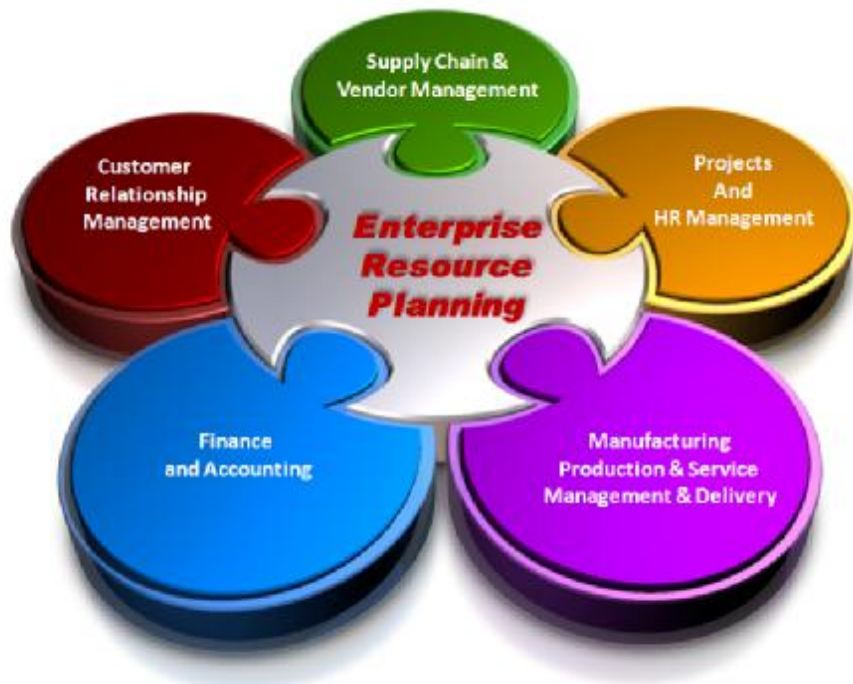 Supply Chain &
Vendor Management
Customer
Relationship
Management
Projects
And
HR Management
Enterprise
Resource
Planning
Finance
and Accounting
Manufacturing
Production & Service
Management & Delivery